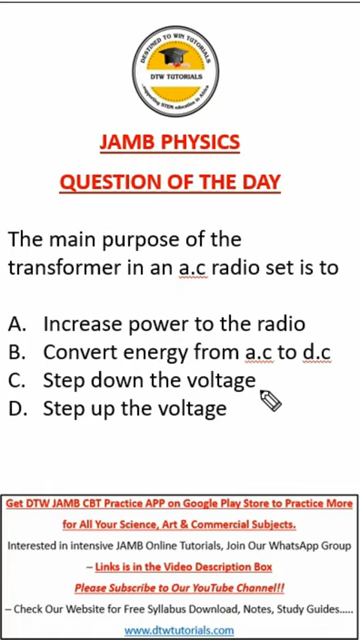 DESTINED TO WIN TUTORIALS
DTW TUTORIALS
...supporting STEM education in Africa
JAMB PHYSICS
QUESTION OF THE DAY
The main purpose of the
transformer in an a.c radio set is to
A. Increase power to the radio
B. Convert energy from a.c to d.c
C. Step down the voltage
D. Step up the voltage
Get DTW JAMB CBT Practice APP on Google Play Store to Practice More
for All Your Science, Art & Commercial Subjects.
Interested in intensive JAMB Online Tutorials, Join Our WhatsApp Group
– Links is in the Video Description Box
Please Subscribe to Our YouTube Channel!!
– Check Our Website for Free Syllabus Download, Notes, Study Guides.....
www.dtwtutorials.com